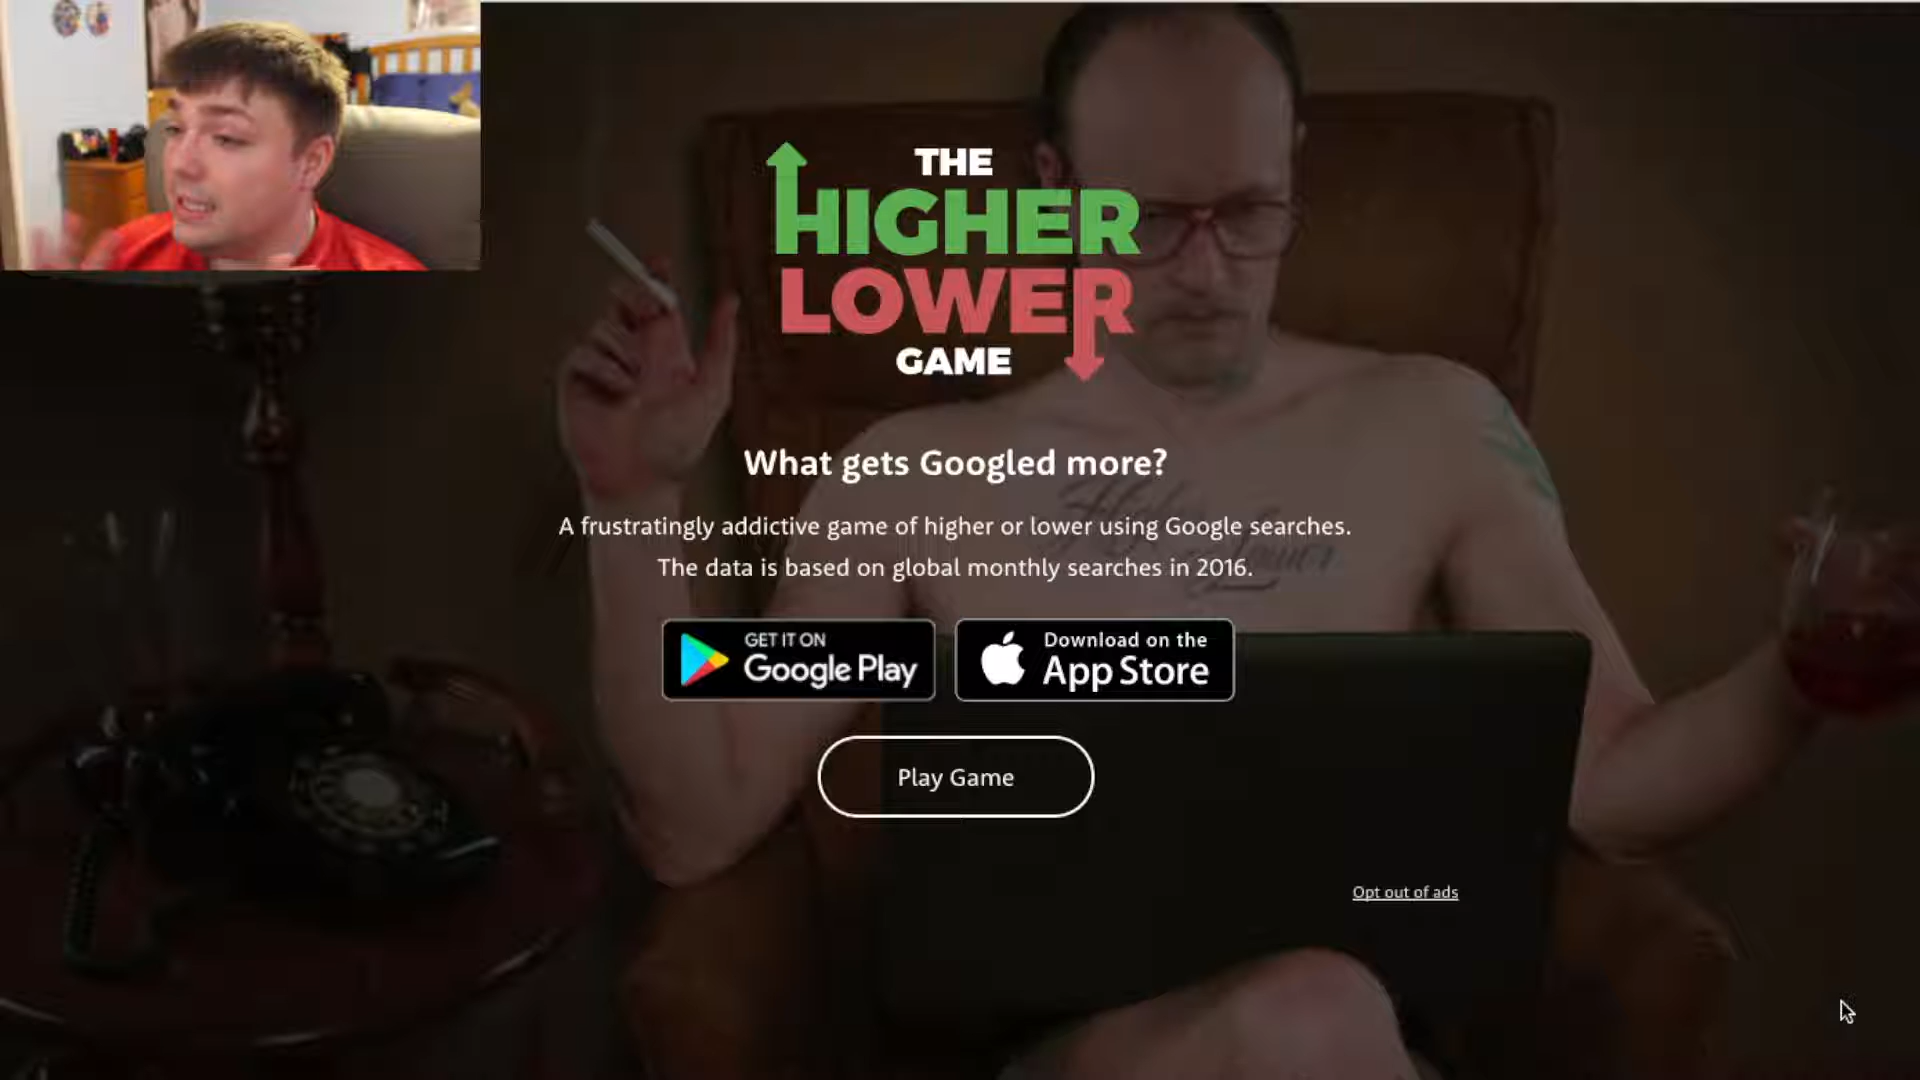 THE
HIGHER
LOWER
GAME
What gets Googled more?
A frustratingly addictive game of higher or lower using Google searches.
The data is based on global monthly searches in 2016.
GET IT ON
Google Play
Download on the
App Store
Play Game
Opt out of ads